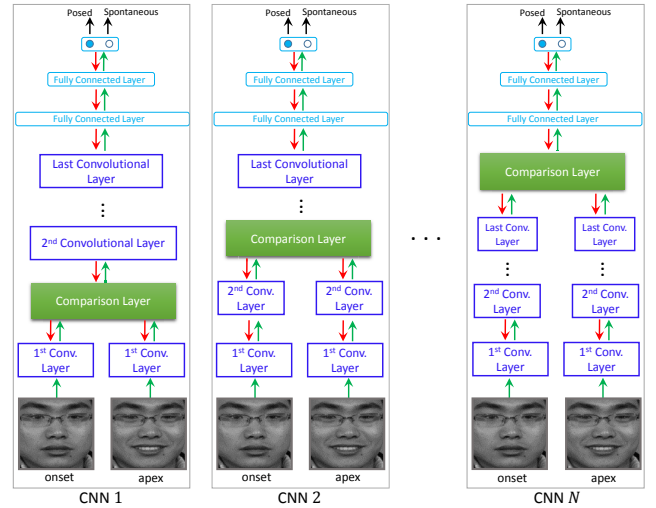 Posed Spontaneous
Fully Connected Layer
Fully Connected Layer
Last Convolutional
Layer
⋮
2nd Convolutional Layer
Comparison Layer
1st Conv.
Layer
1st Conv.
Layer
onset
apex
CNN 1
Posed Spontaneous
Fully Connected Layer
Fully Connected Layer
Last Convolutional
Layer
⋮
Comparison Layer
2nd Conv.
Layer
2nd Conv.
Layer
1st Conv.
Layer
1st Conv.
Layer
onset
apex
CNN 2
. . .
Posed Spontaneous
Fully Connected Layer
Fully Connected Layer
Comparison Layer
Last Conv.
Layer
Last Conv.
Layer
⋮
⋮
2nd Conv.
Layer
2nd Conv.
Layer
1st Conv.
Layer
1st Conv.
Layer
onset
apex
CNN N